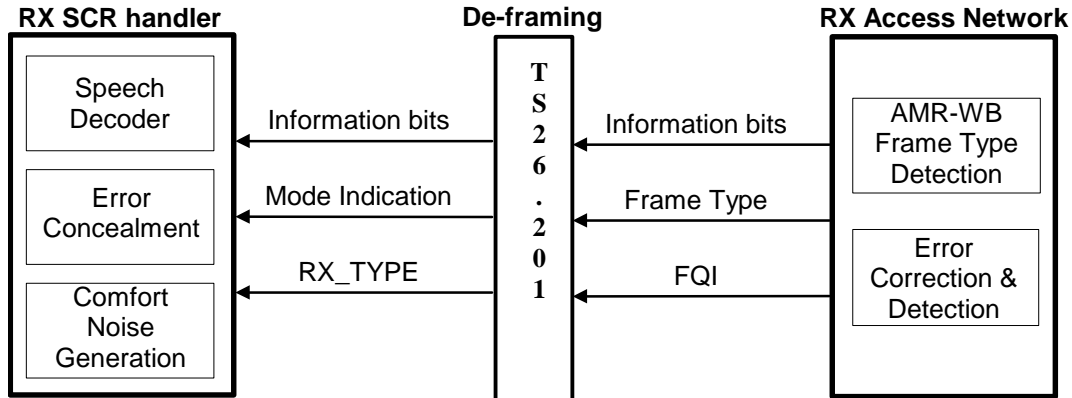 RX SCR handler
De-framing
RX Access Network
Speech
Decoder
Error
Concealment
Comfort
Noise
Generation
Information bits
Mode Indication
RX_TYPE
T
S
2
6
.
2
0
1
Information bits
Frame Type
FQI
AMR-WB
Frame Type
Detection
Error
Correction &
Detection